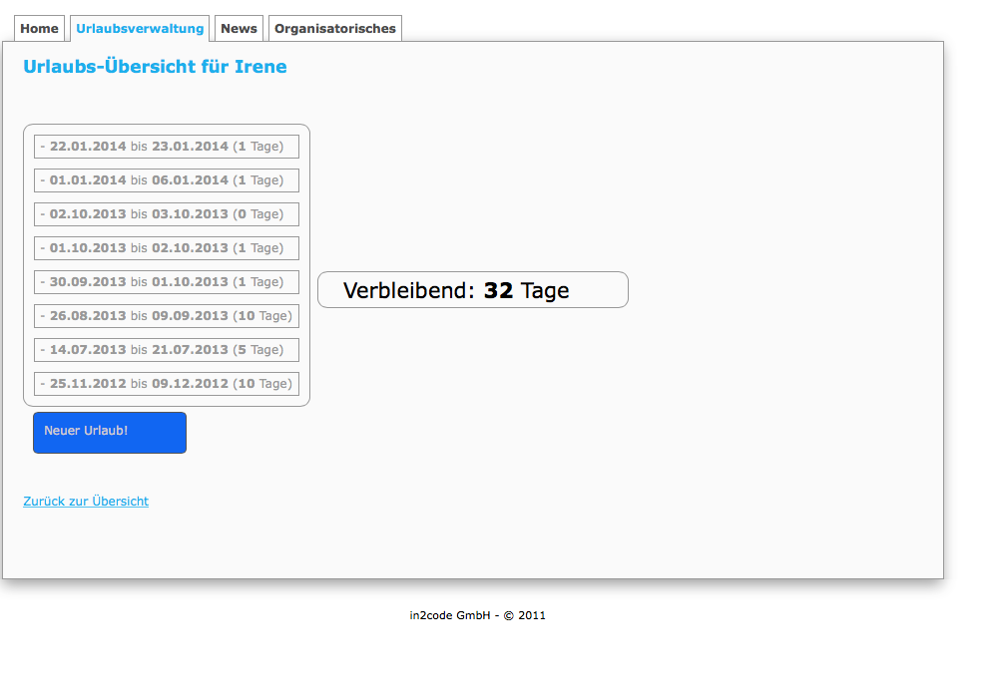 Home Urlaubsverwaltung News Organisatorisches
Urlaubs-Übersicht für Irene
- 22.01.2014 bis 23.01.2014 (1 Tage)
- 01.01.2014 bis 06.01.2014 (1 Tage)
- 02.10.2013 bis 03.10.2013 (0 Tage)
- 01.10.2013 bis 02.10.2013 (1 Tage)
- 30.09.2013 bis 01.10.2013 (1 Tage)
- 26.08.2013 bis 09.09.2013 (10 Tage)
- 14.07.2013 bis 21.07.2013 (5 Tage)
- 25.11.2012 bis 09.12.2012 (10 Tage)
Verbleibend: 32 Tage
Neuer Urlaub!
Zurück zur Übersicht
in2code GmbH - © 2011